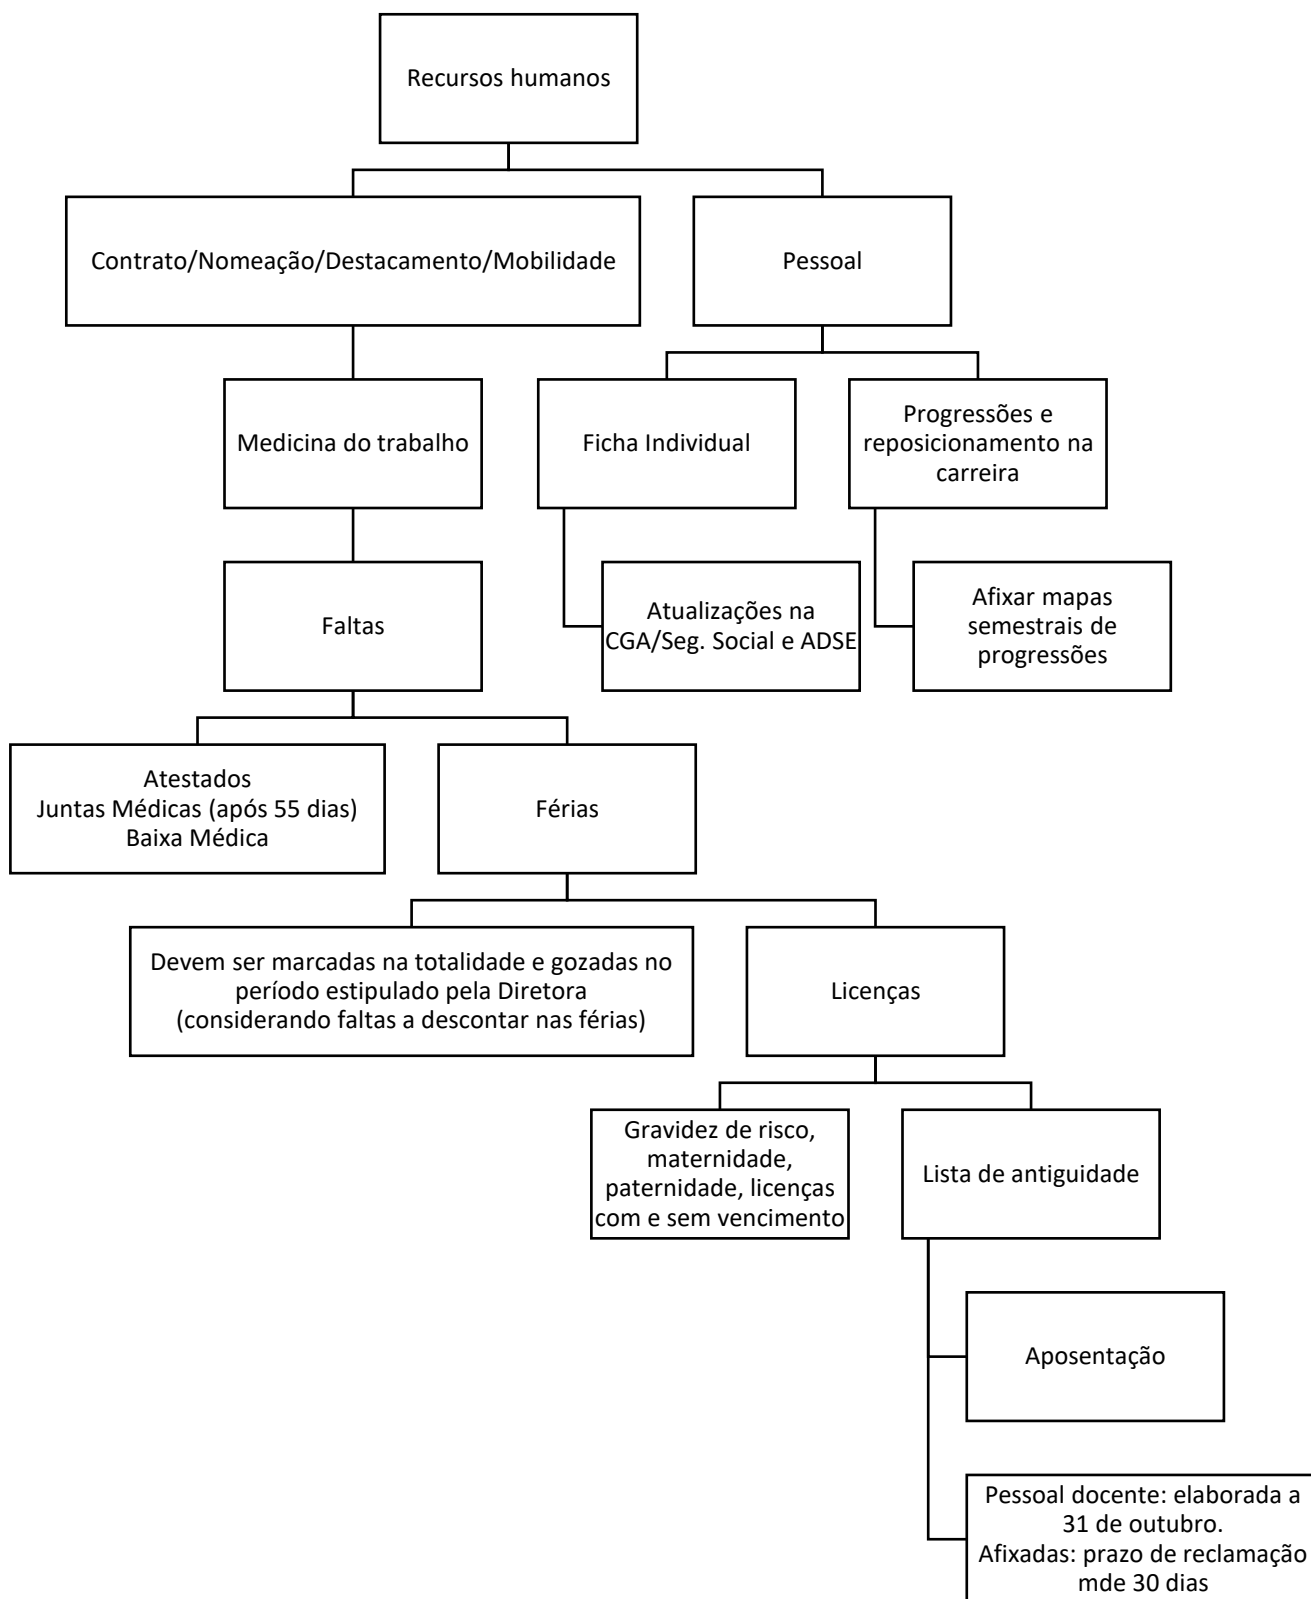 Recursos humanos
Contrato/Nomeação/Destacamento/Mobilidade
Pessoal
Medicina do trabalho
Ficha Individual
Progressões e
reposicionamento na
carreira
Faltas
Atualizações na
CGA/Seg. Social e ADSE
Afixar mapas
semestrais de
progressões
Atestados
Juntas Médicas (após 55 dias)
Baixa Médica
Férias
Devem ser marcadas na totalidade e gozadas no
período estipulado pela Diretora
(considerando faltas a descontar nas férias)
Licenças
Gravidez de risco,
maternidade,
paternidade, licenças
com e sem vencimento
Lista de antiguidade
Aposentação
Pessoal docente: elaborada a
31 de outubro.
Afixadas: prazo de reclamação
mde 30 dias